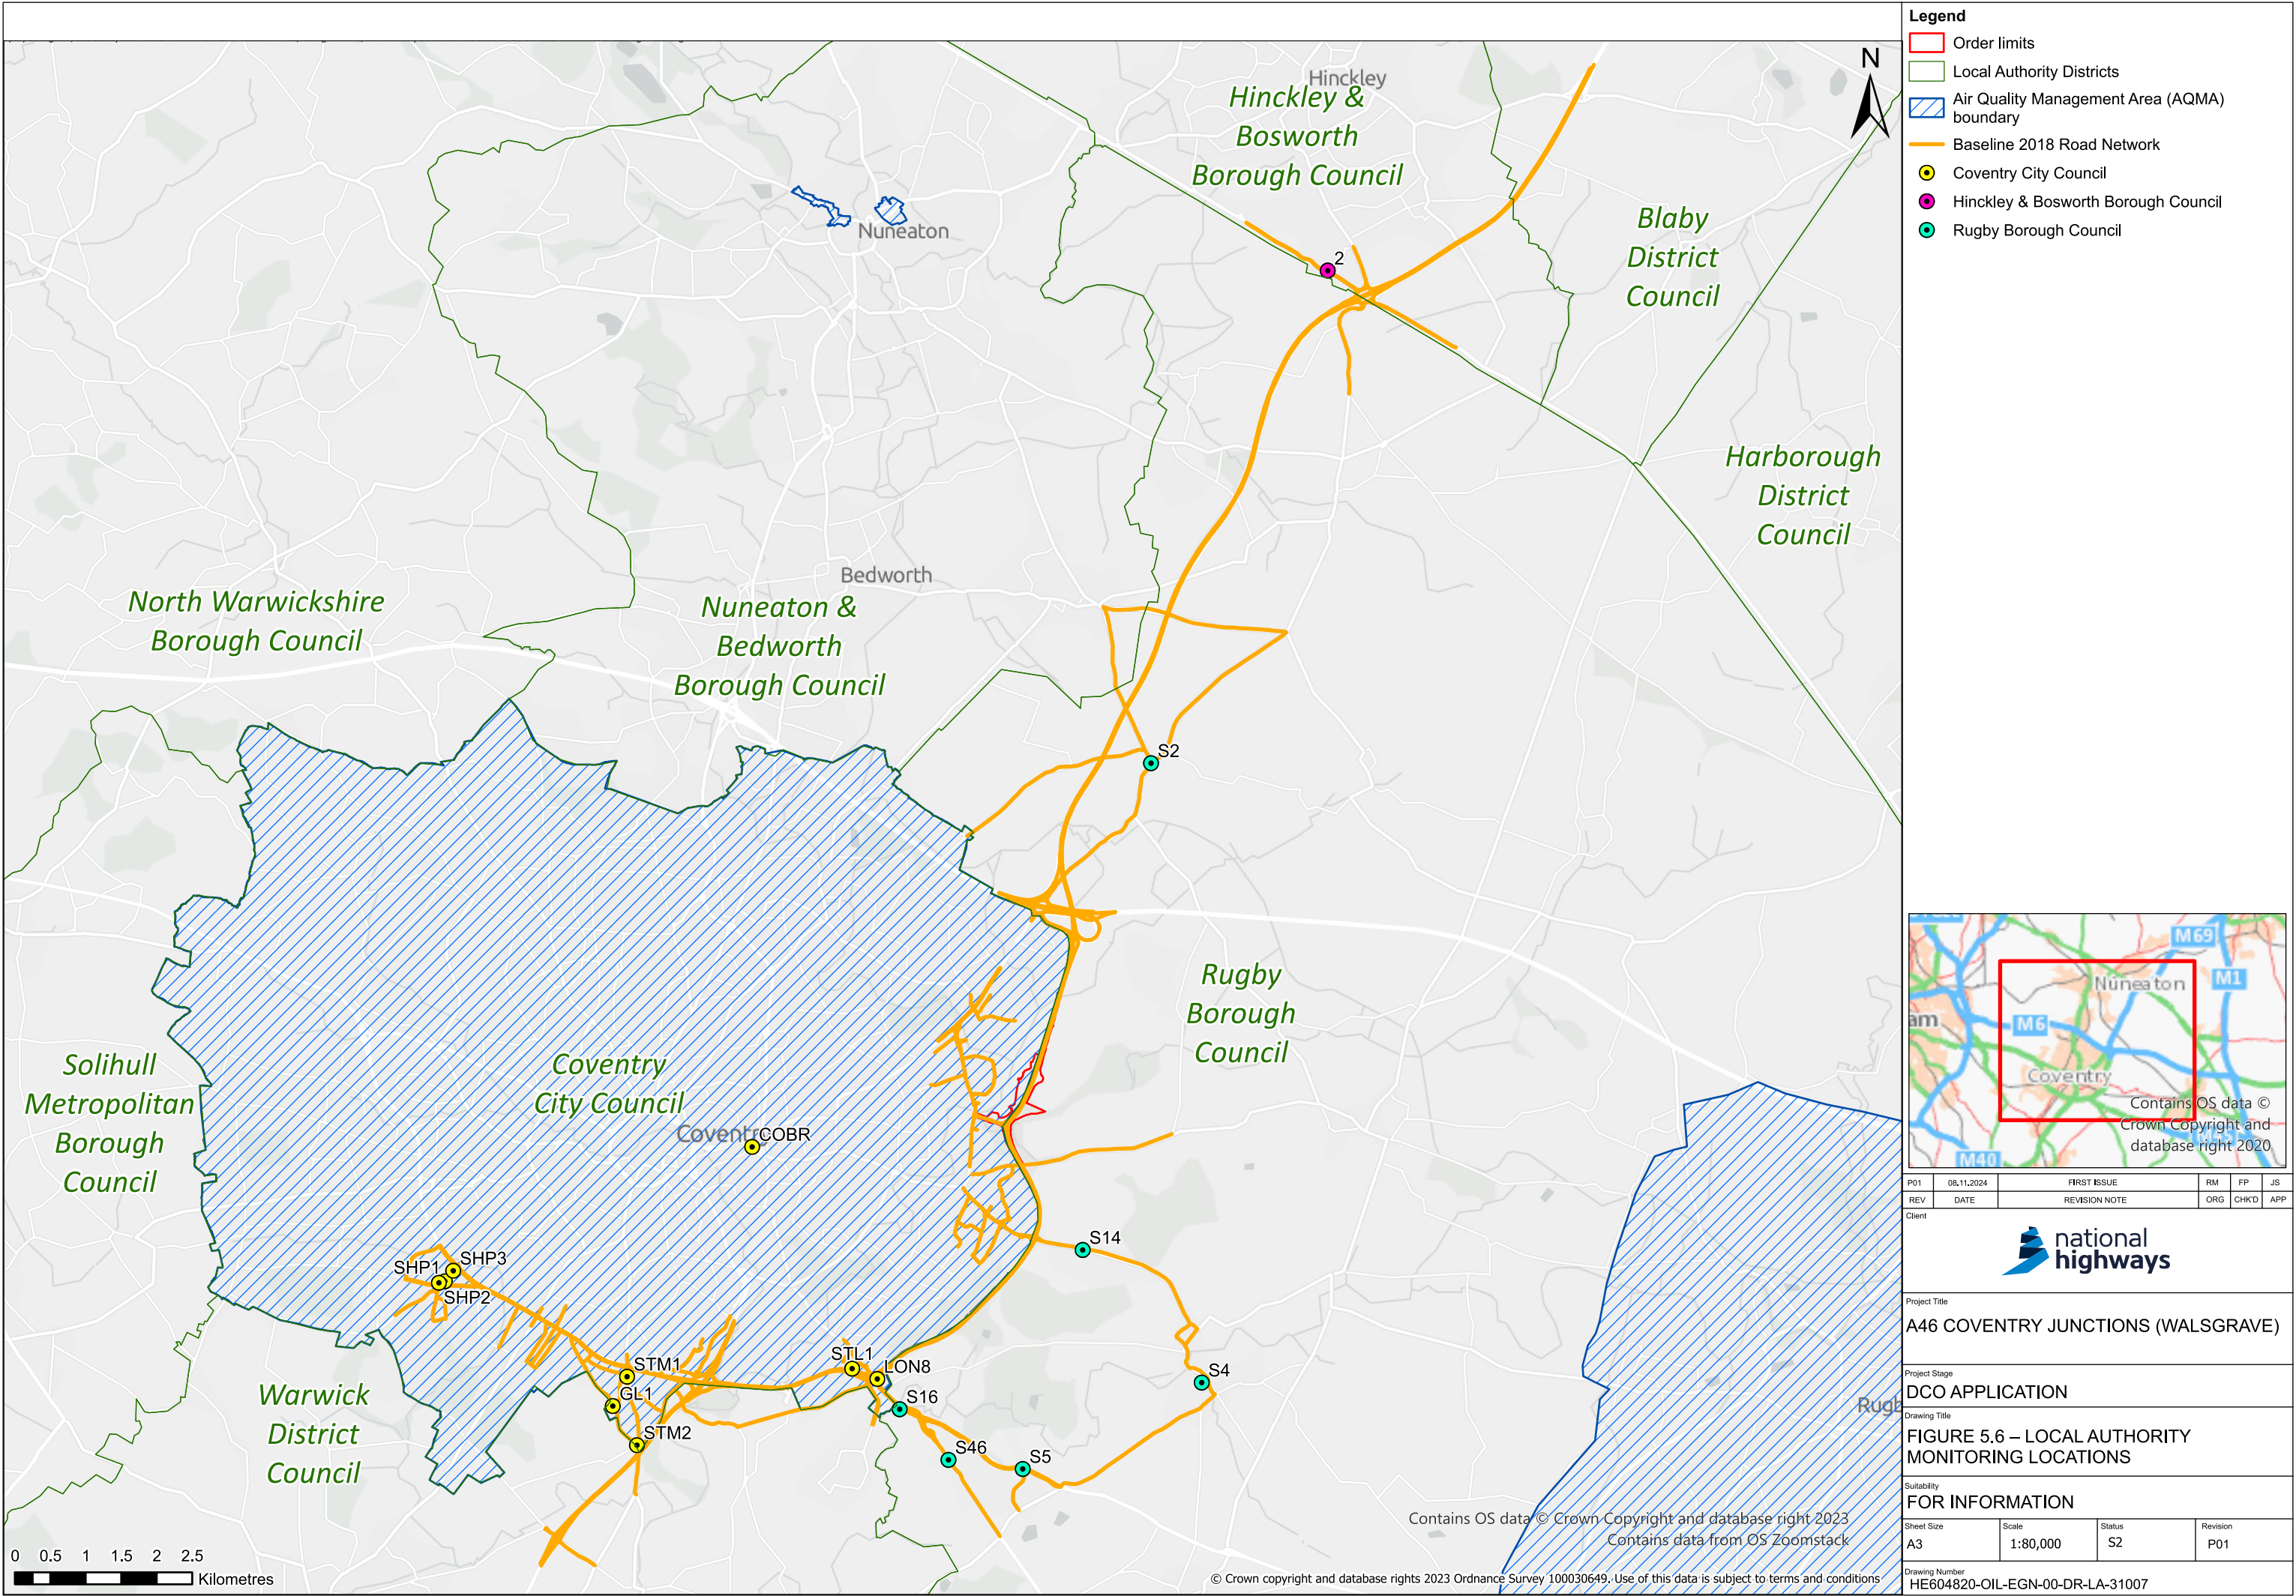 Hinckley
Hinckley &
Bosworth
Borough Council
Blaby
District
Council
Nuneaton
2
Harborough
District
Council
Bedworth
North Warwickshire
Borough Council
Nuneaton &
Bedworth
Borough Council
S2
Rugby
Borough
Council
Solihull
Metropolitan
Borough
Council
Coventry
City Council
Coventry
COBR
S14
SHP3
SHP1
SHP2
STM1
STL1
LON8
GL1
S16
S4
STM2
S46
S5
Warwick
District
Council
Rugb
N
Contains OS data © Crown Copyright and database right 2023
Contains data from OS Zoomstack
0 0.5 1 1.5 2 2.5
Kilometres
© Crown copyright and database rights 2023 Ordnance Survey 100030649. Use of this data is subject to terms and conditions
Legend
Order limits
Local Authority Districts
Air Quality Management Area (AQMA)
boundary
Baseline 2018 Road Network
Coventry City Council
Hinckley & Bosworth Borough Council
Rugby Borough Council
M69
Nuneaton
M1
am
M6
Coventry
Contains OS data ©
Crown Copyright and
database right 2020
M40
P01 08.11.2024 FIRST ISSUE RM FP JS
REV DATE REVISION NOTE ORG CHK'D APP
Client
national
highways
Project Title
A46 COVENTRY JUNCTIONS (WALSGRAVE)
Project Stage
DCO APPLICATION
Drawing Title
FIGURE 5.6 – LOCAL AUTHORITY
MONITORING LOCATIONS
Suitability
FOR INFORMATION
Sheet Size Scale Status Revision
A3 1:80,000 S2 P01
Drawing Number
HE604820-OIL-EGN-00-DR-LA-31007